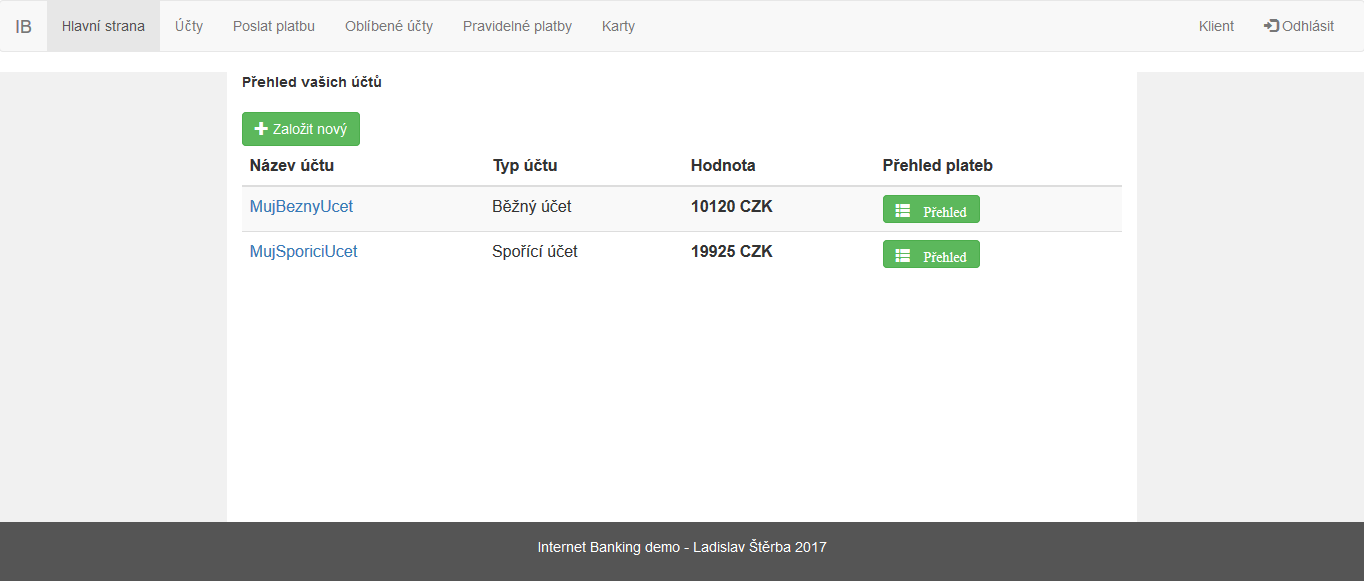 IB Hlavní strana Účty Poslat platbu Oblíbené účty Pravidelné platby Karty Klient Odhlásit
Přehled vašich účtů
Založit nový
Název účtu Typ účtu Hodnota Přehled plateb
MujBeznyUcet Běžný účet 10120 CZK Přehled
MujSporiciUcet Spořící účet 19925 CZK Přehled
Internet Banking demo - Ladislav Štěrba 2017